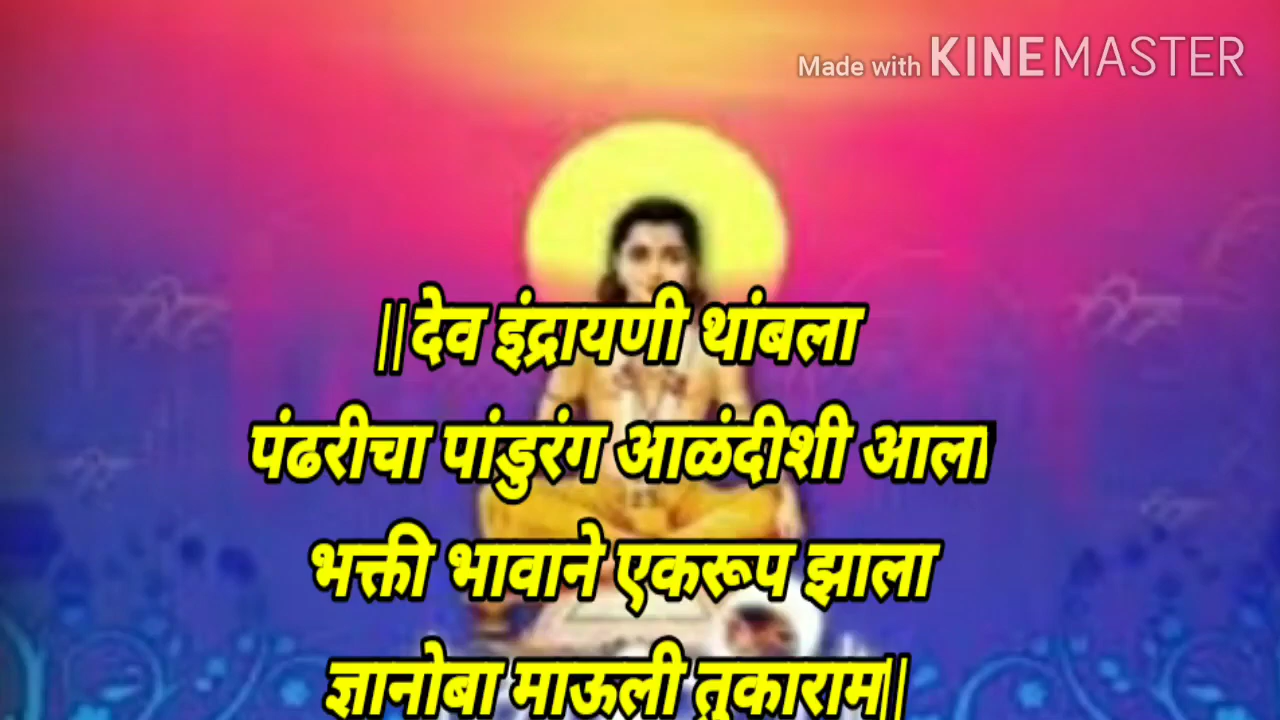 Made with KINEMASTER
||देव इंद्रायणी थांबला
पंढरीचा पांडुरंग आळंदीशी आला
भक्ती भावाने एकरूप झाला
ज्ञानोबा माऊली तुकाराम||